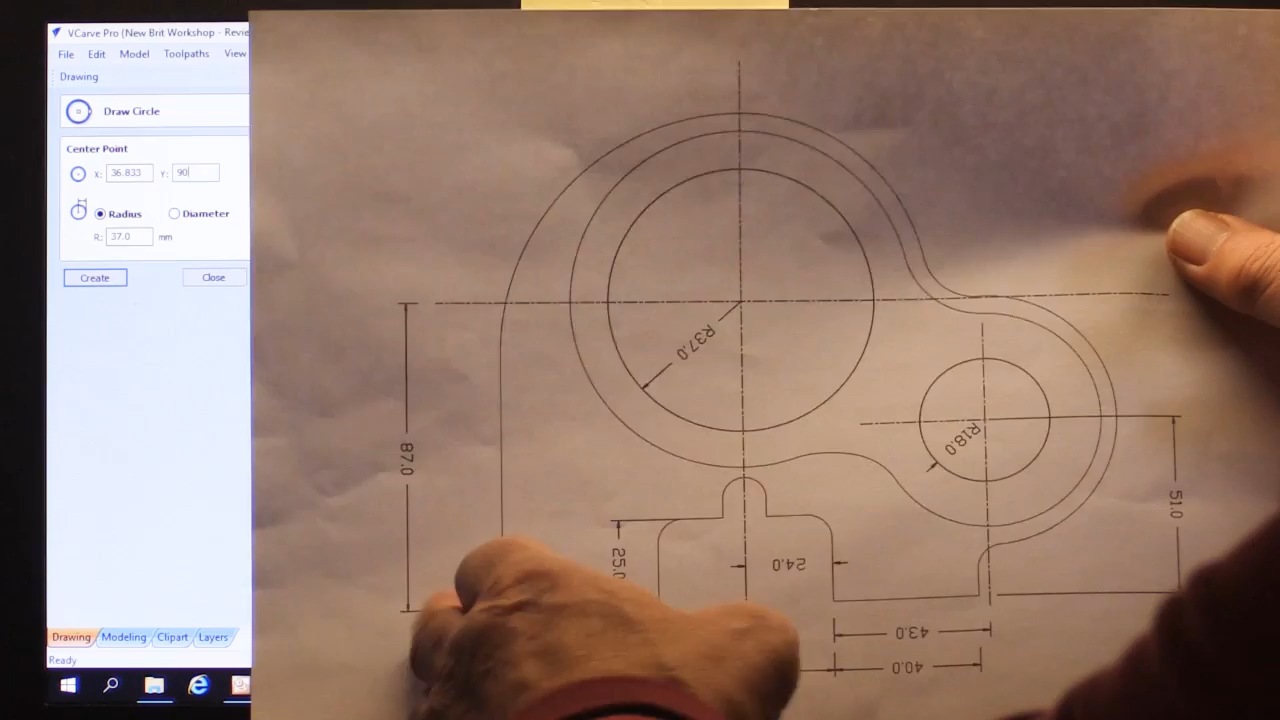 VCarve Pro (New Brit Workshop - Revie
File Edit Model Toolpaths View
Drawing
Draw Circle
Center Point
X: 36.833 Y: 90
Radius Diameter
R: 37.0 mm
Create Close
R37.0
87.0
R18.0
51.0
25.0
24.0
43.0
40.0
Drawing Modeling Clipart Layers
Ready